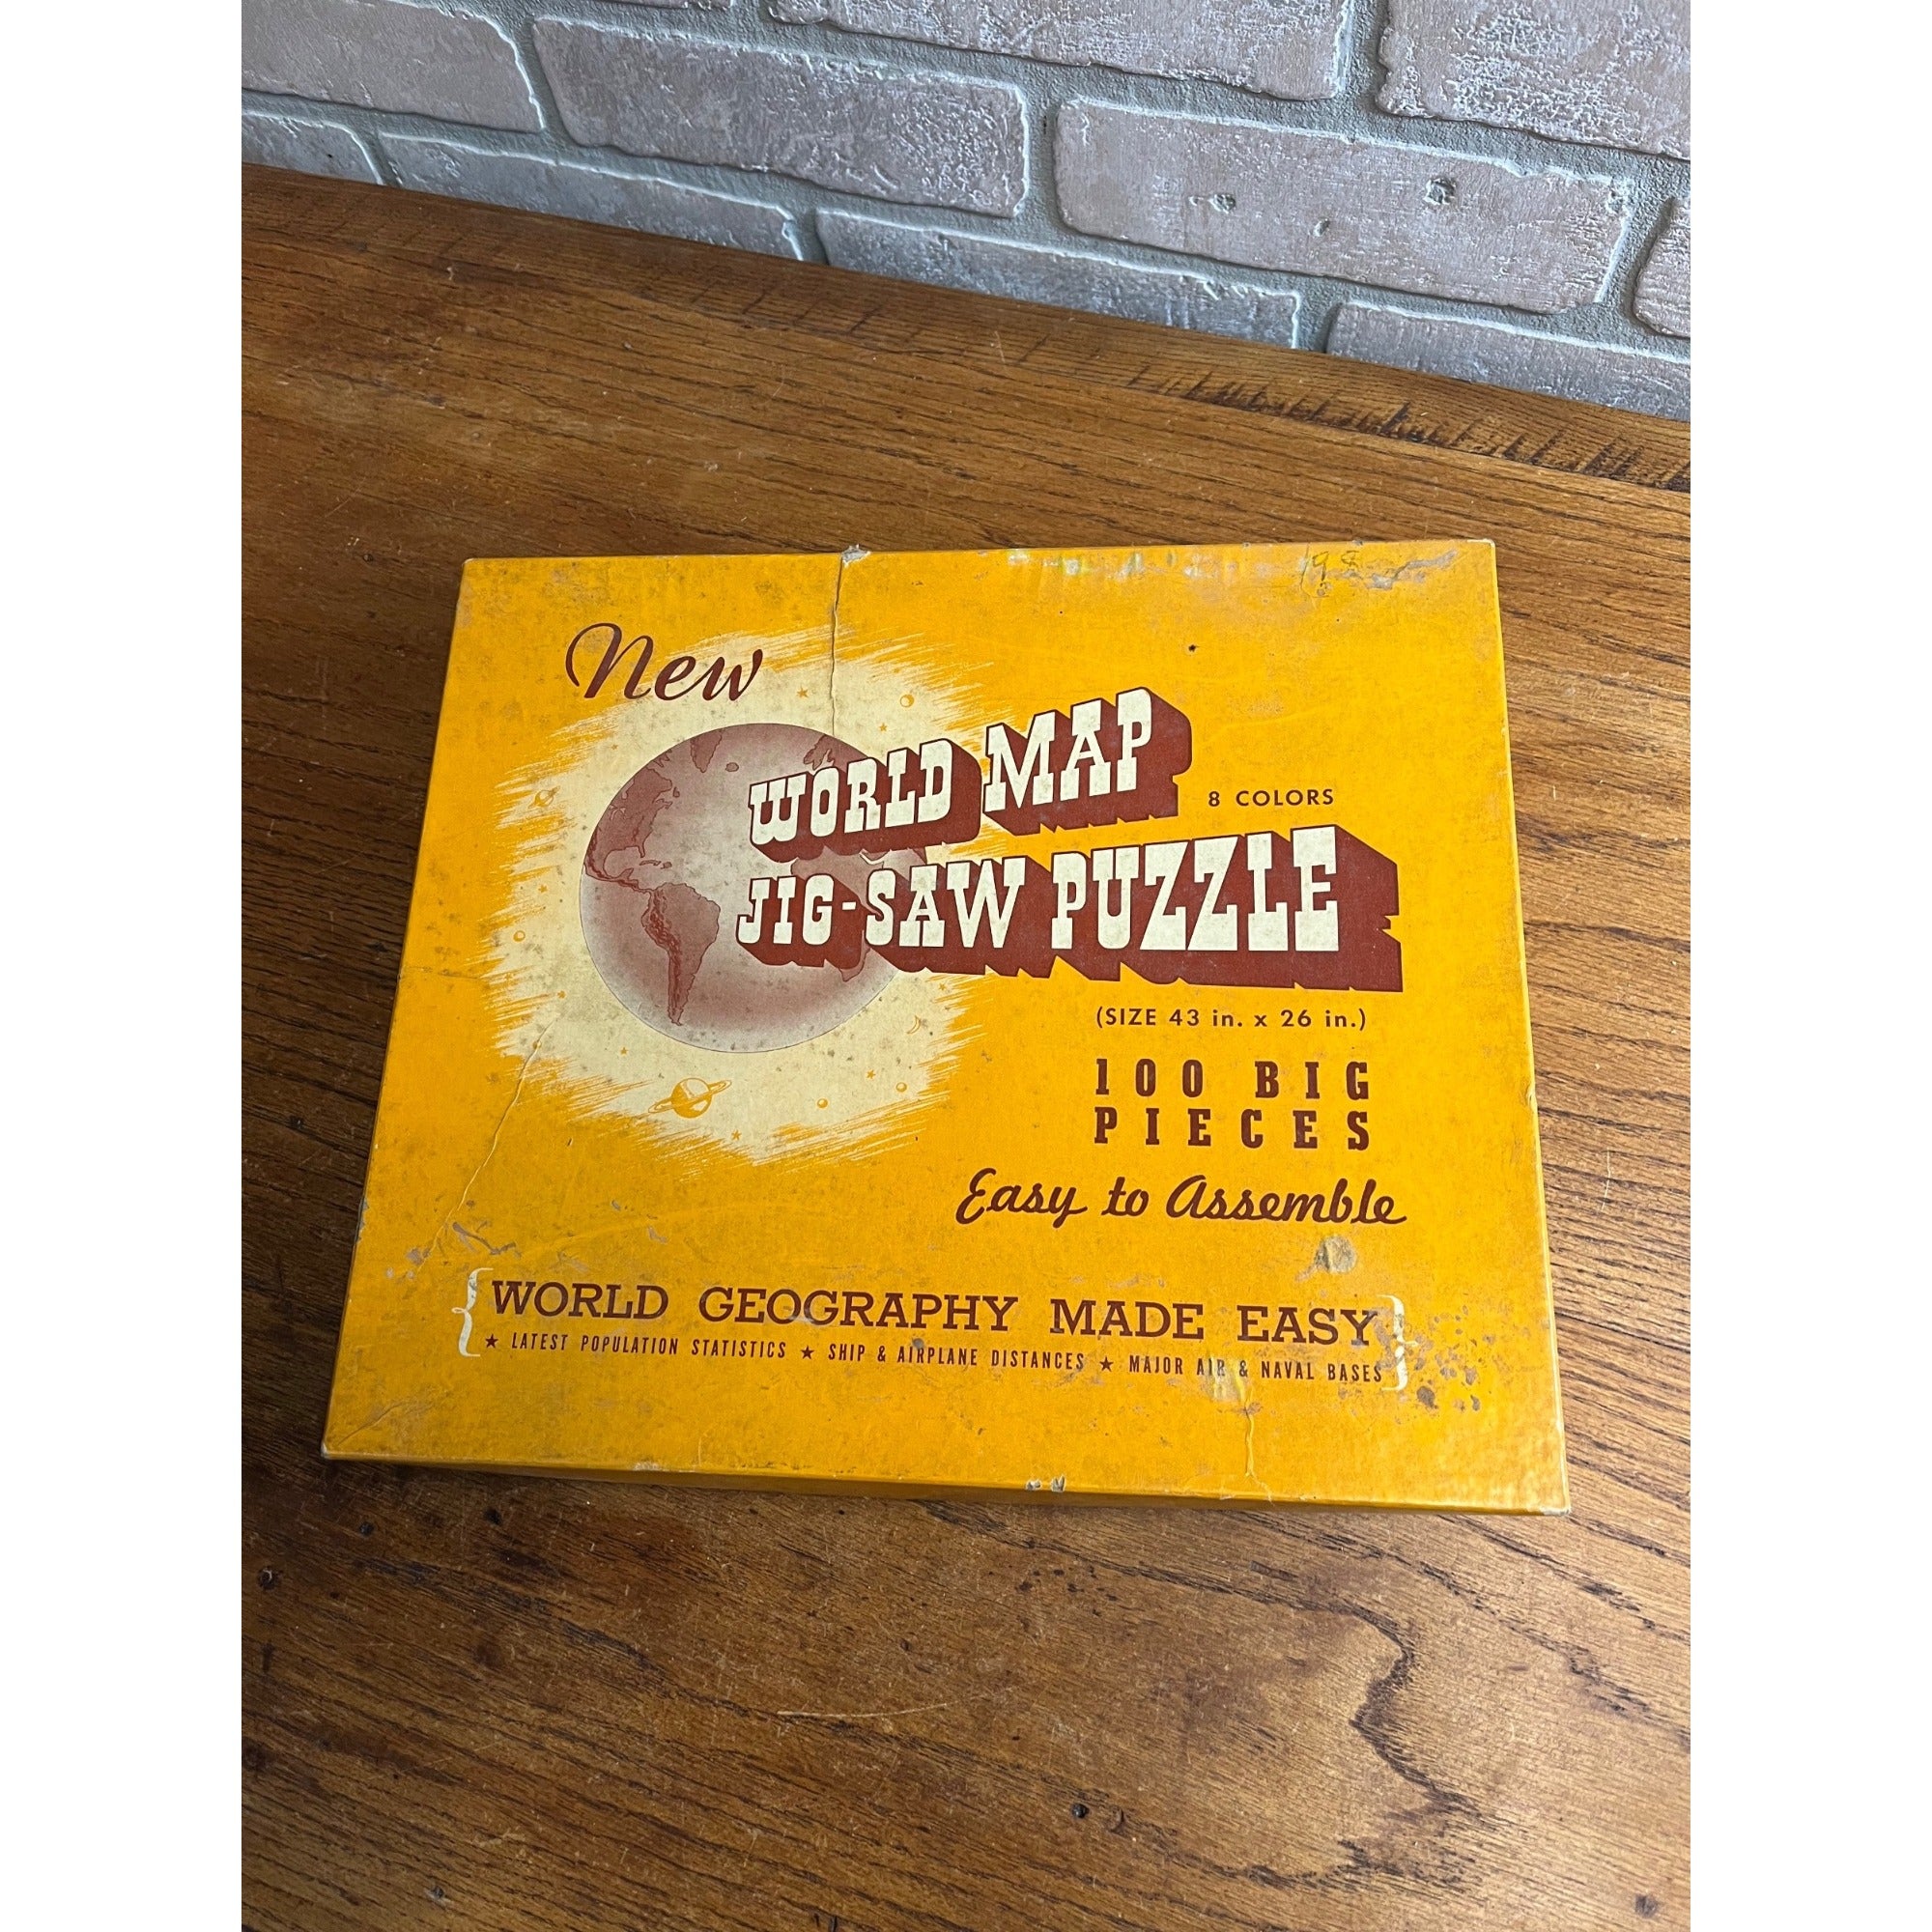 New
WORLD MAP
8 COLORS
JIG-SAW PUZZLE
(SIZE 43 in. x 26 in.)
100 BIG
PIECES
Easy to Assemble
{WORLD GEOGRAPHY MADE EASY}
★ LATEST POPULATION STATISTICS ★ SHIP & AIRPLANE DISTANCES ★ MAJOR AIR & NAVAL BASES